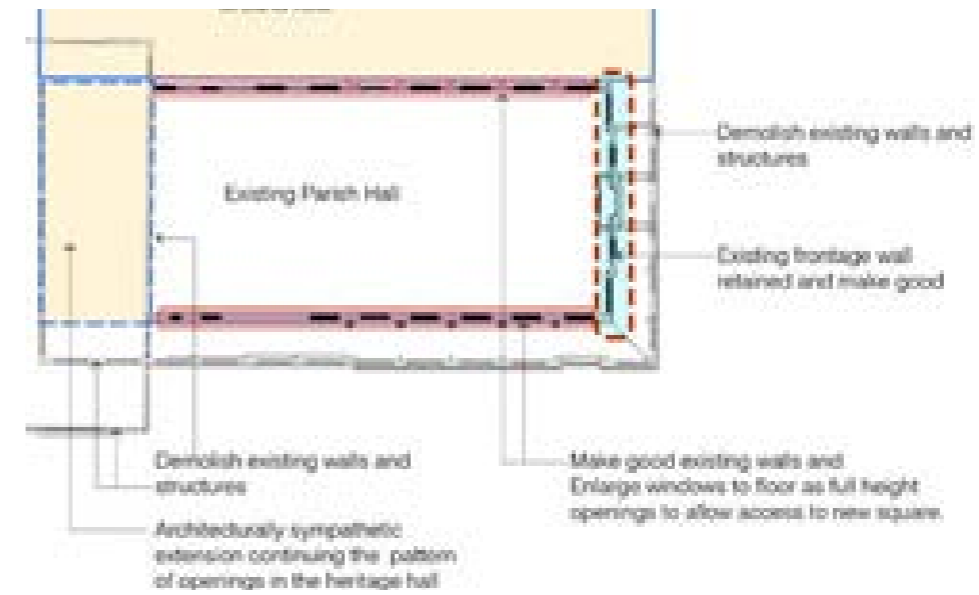 Demolish existing walls and
structures
Existing Parish Hall
Existing frontage wall
retained and make good
Demolish existing walls and
structures
Make good existing walls and
Enlarge windows to floor as full height
openings to allow access to new square.
Architecturally sympathetic
extension continuing the pattern
of openings in the heritage hall